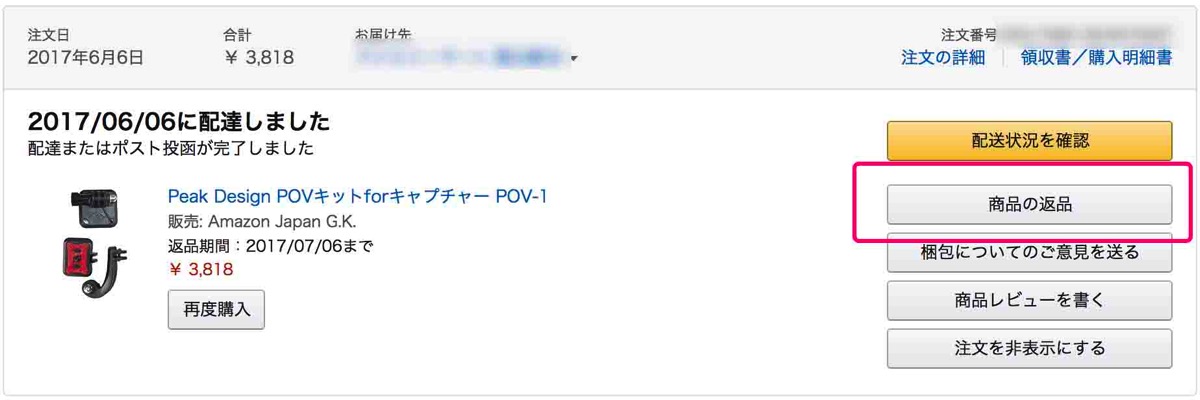 注文日
2017年6月6日
合計
¥ 3,818
お届け先
注文番号
注文の詳細
領収書／購入明細書
2017/06/06に配達しました
配達またはポスト投函が完了しました
Peak Design POVキットforキャプチャー POV-1
販売: Amazon Japan G.K.
返品期間：2017/07/06まで
¥ 3,818
再度購入
配送状況を確認
商品の返品
梱包についてのご意見を送る
商品レビューを書く
注文を非表示にする